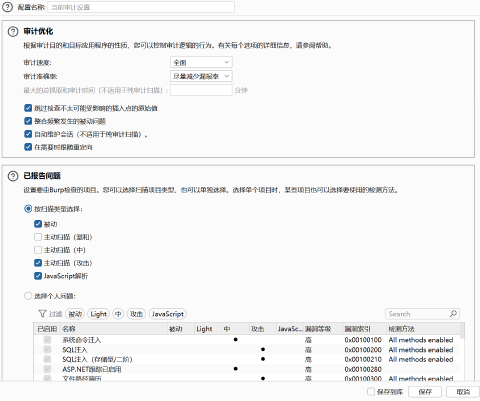 配置名称: 当前审计设置
审计优化
根据审计目的和目标应用程序的性质，您可以控制审计逻辑的行为。有关每个选项的详细信息，请参阅帮助。
审计速度: 全面
审计准确率: 尽量减少漏报率
最大的总抓取和审计时间（不适用于纯审计扫描）: 分钟
跳过检查不太可能受影响的插入点的原始值
整合频繁发生的被动问题
自动维护会话（不适用于纯审计扫描）。
在需要时跟随重定向
已报告问题
设置要由Burp检查的项目。您可以选择扫描项目类型，也可以单独选择。选择单个项目时，某些项目也可以选择要使用的检测方法。
按扫描类型选择:
被动
主动扫描（温和）
主动扫描（中）
主动扫描（攻击）
JavaScript解析
选择个人问题:
过滤 被动 Light 中 攻击 JavaScript Search
已启用 名称 被动 Light 中 攻击 JavaSc... 漏洞等级 漏洞索引 检测方法
系统命令注入 高 0x00100100 All methods enabled
SQL注入 高 0x00100200 All methods enabled
SQL注入（存储型/二阶） 高 0x00100210 All methods enabled
ASP.NET跟踪已启用 高 0x00100280
文件路径遍历 高 0x00100300 All methods enabled
保存到库 保存 取消